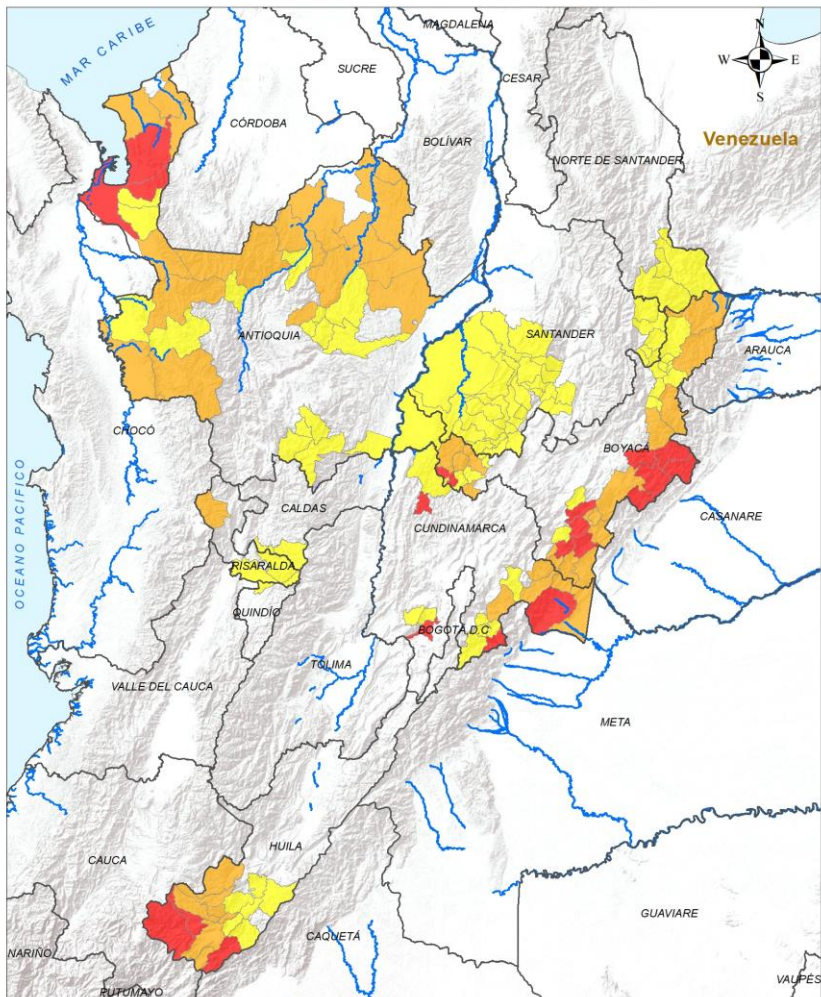 MAGDALENA
N
W E
S
MAR CARIBE
SUCRE
CESAR
CÓRDOBA
BOLÍVAR
Venezuela
NORTE DE SANTANDER
ANTIOQUIA
SANTANDER
ARAUCA
CHOCÓ
BOYACÁ
OCEANO PACIFICO
CALDAS
CUNDINAMARCA
CASANARE
RISARALDA
QUINDÍO
BOGOTÁ D.C
TOLIMA
VALLE DEL CAUCA
META
HUILA
CAUCA
GUAVIARE
CAQUETÁ
NARIÑO
PUTUMAYO
VAUPÉS